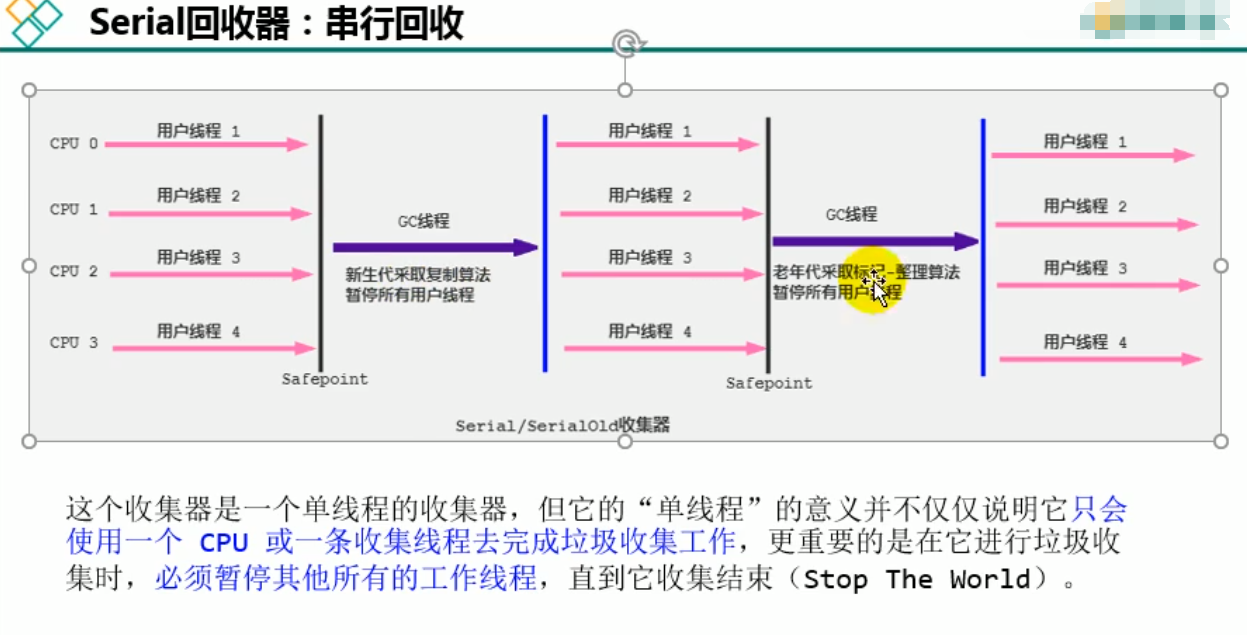 Serial回收器：串行回收
CPU 0
用户线程 1
用户线程 1
用户线程 1
CPU 1
用户线程 2
用户线程 2
用户线程 2
GC线程
GC线程
CPU 2
用户线程 3
用户线程 3
用户线程 3
新生代采取复制算法
暂停所有用户线程
老年代采取标记-整理算法
暂停所有用户线程
CPU 3
用户线程 4
用户线程 4
用户线程 4
Safepoint
Safepoint
Serial/SerialOld收集器
这个收集器是一个单线程的收集器，但它的“单线程”的意义并不仅仅说明它只会
使用一个 CPU 或一条收集线程去完成垃圾收集工作，更重要的是在它进行垃圾收
集时，必须暂停其他所有的工作线程，直到它收集结束（Stop The World）。